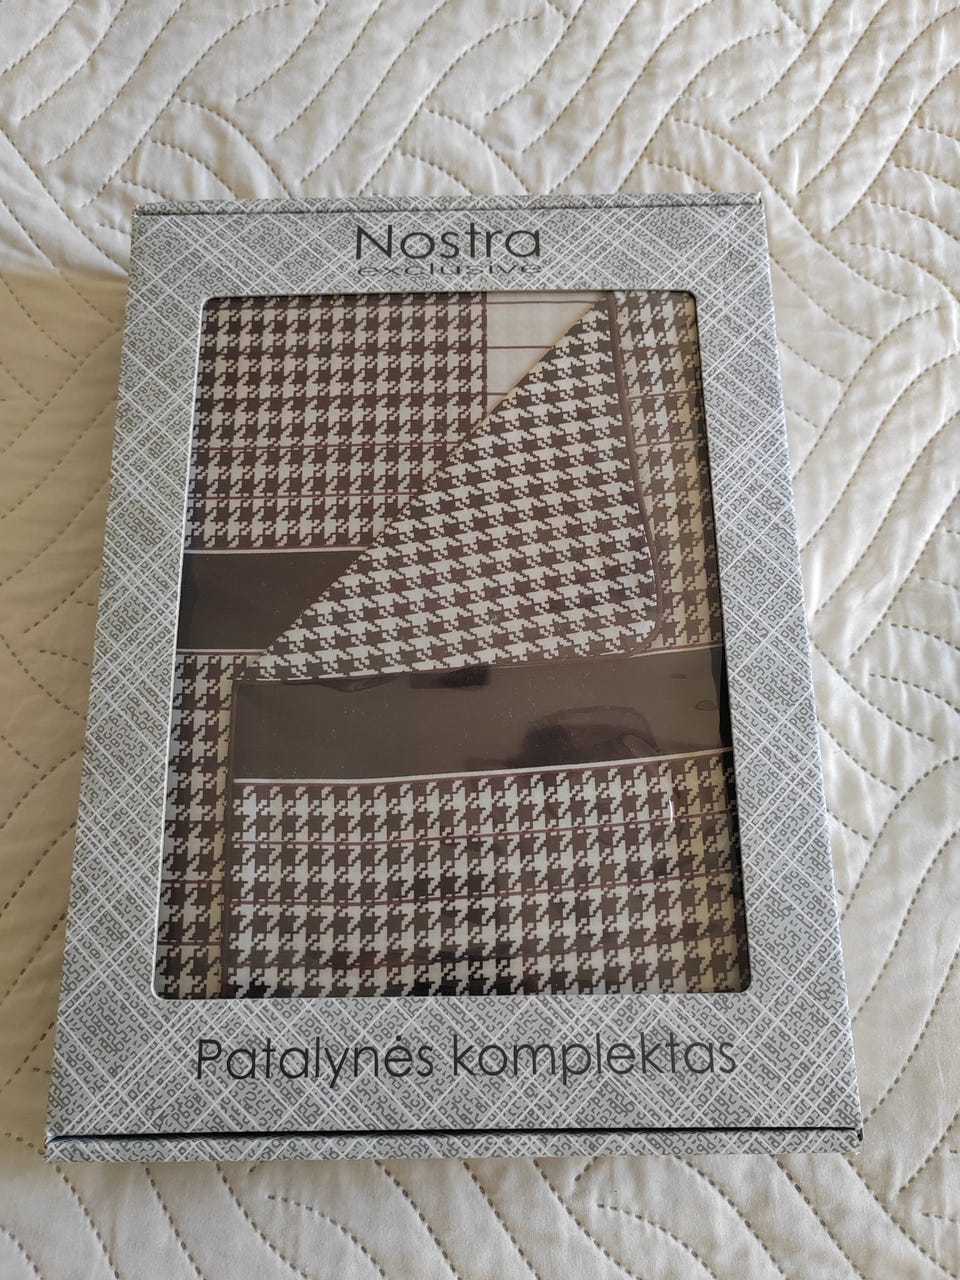 Nostra
exclusive
Patalynės komplektas